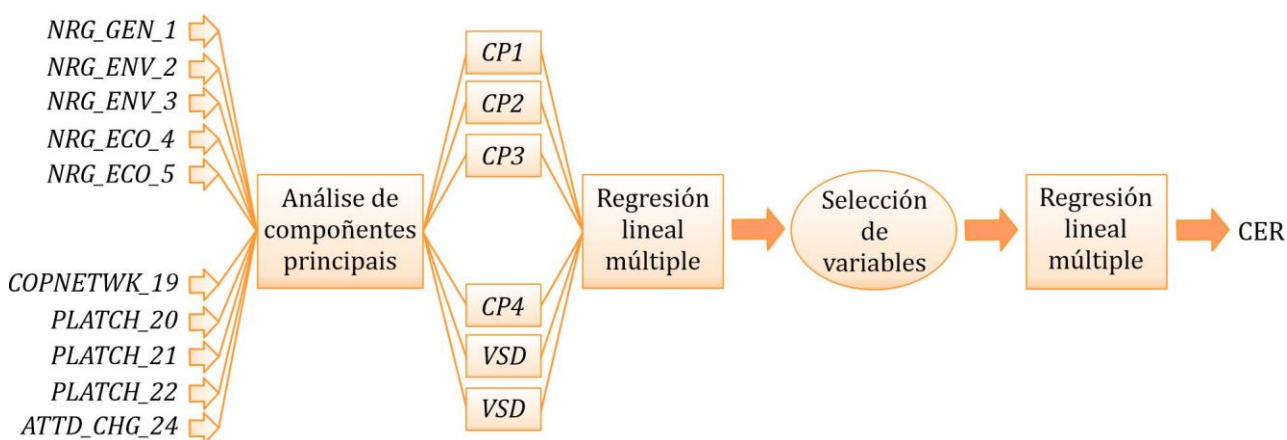 NRG_GEN_1
NRG_ENV_2
NRG_ENV_3
NRG_ECO_4
NRG_ECO_5
COPNETWK_19
PLATCH_20
PLATCH_21
PLATCH_22
ATTD_CHG_24
Análise de
compoñentes
principais
CP1
CP2
CP3
CP4
VSD
VSD
Regresión
lineal
múltiple
Selección
de
variables
Regresión
lineal
múltiple
CER